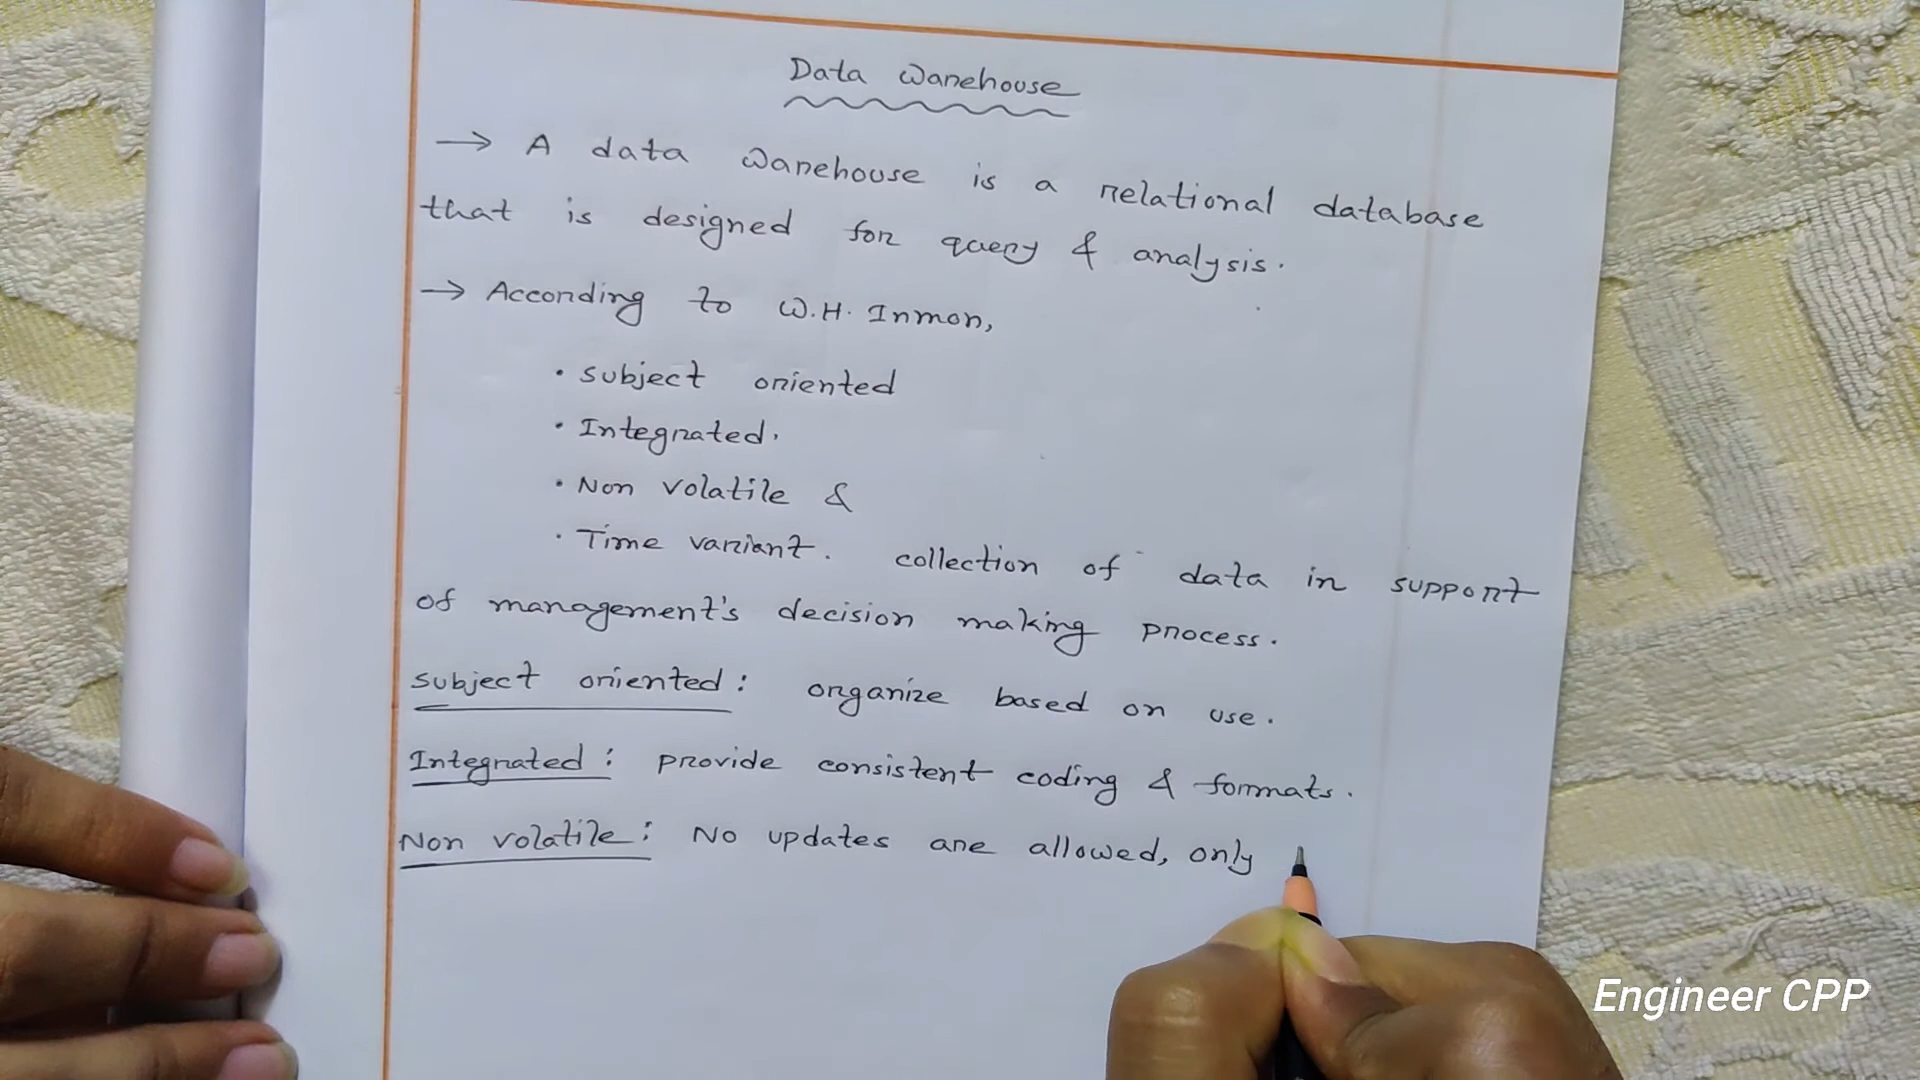 Data Warehouse
→ A data warehouse is a relational database
that is designed for query & analysis.
→ According to W.H. Inmon,
• subject oriented
• Integrated.
• Non volatile &
• Time variant. collection of data in support
of management's decision making process.
subject oriented: organize based on use.
Integrated: provide consistent coding & formats.
Non volatile: No updates are allowed, only
Engineer CPP